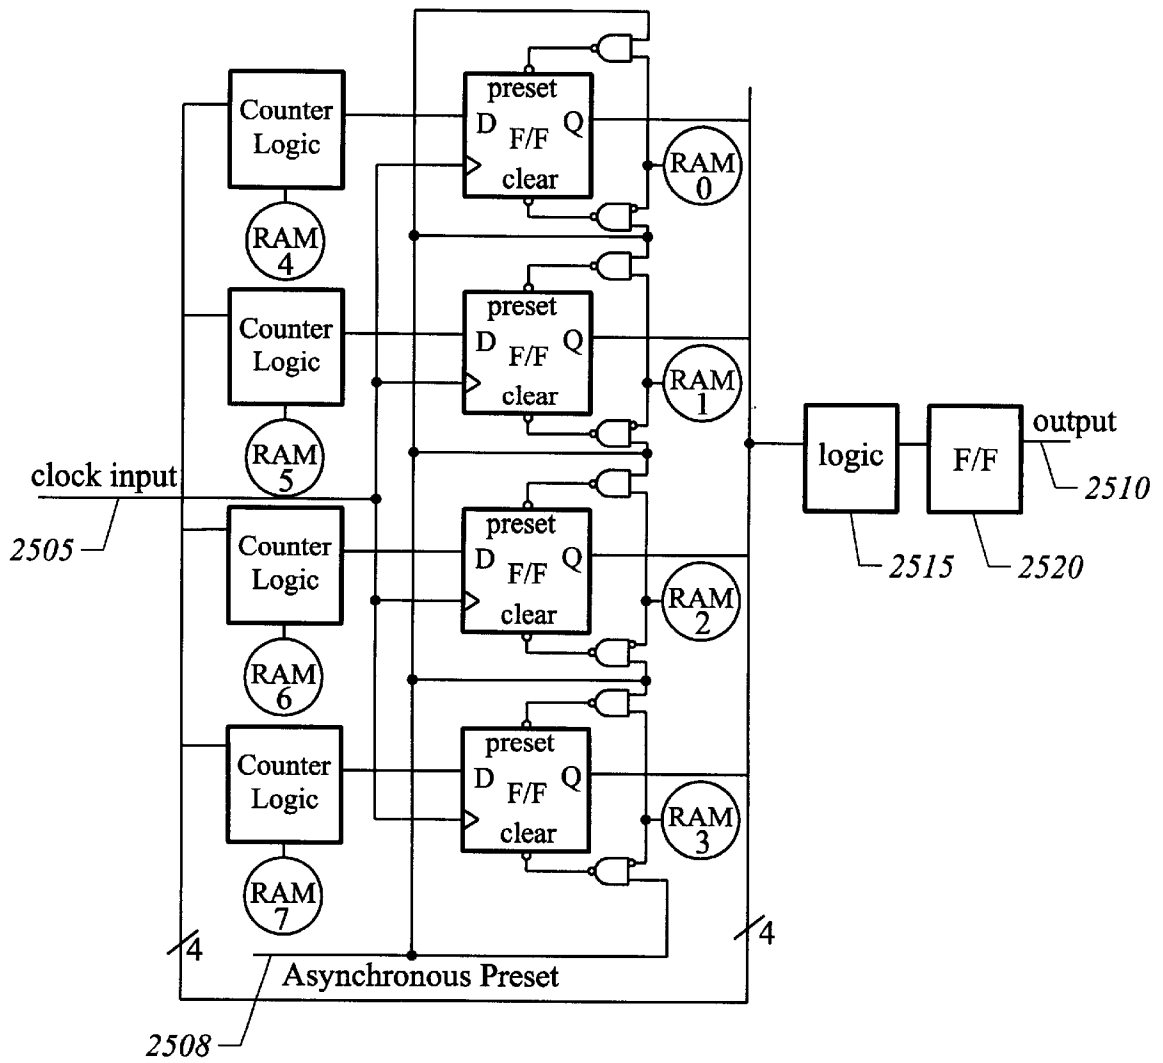 preset
D
Q
F/F
clear
Counter
Logic
RAM
0
RAM
4
preset
D
Q
F/F
clear
Counter
Logic
RAM
1
RAM
5
clock input
2505
output
logic
F/F
2510
2515
2520
preset
D
Q
F/F
clear
Counter
Logic
RAM
2
RAM
6
preset
D
Q
F/F
clear
Counter
Logic
RAM
3
RAM
7
4
4
Asynchronous Preset
2508